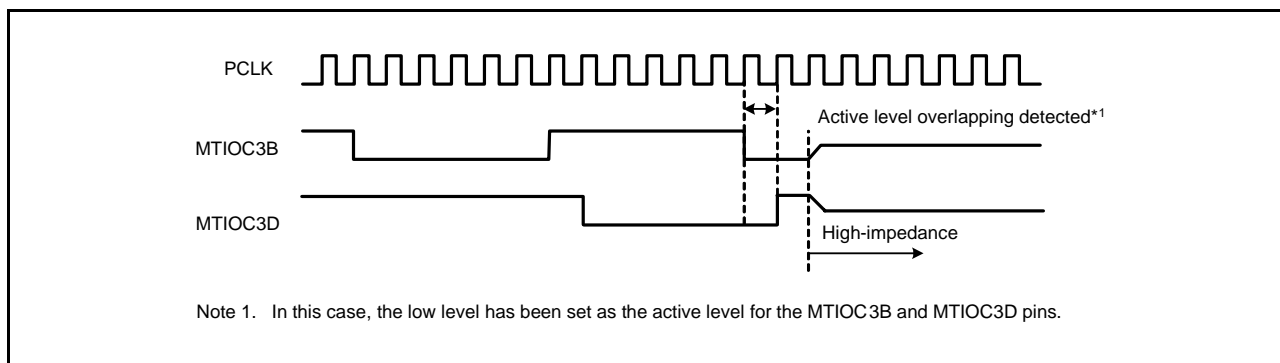 PCLK
Active level overlapping detected*1
MTIOC3B
MTIOC3D
High-impedance
Note 1. In this case, the low level has been set as the active level for the MTIOC3B and MTIOC3D pins.